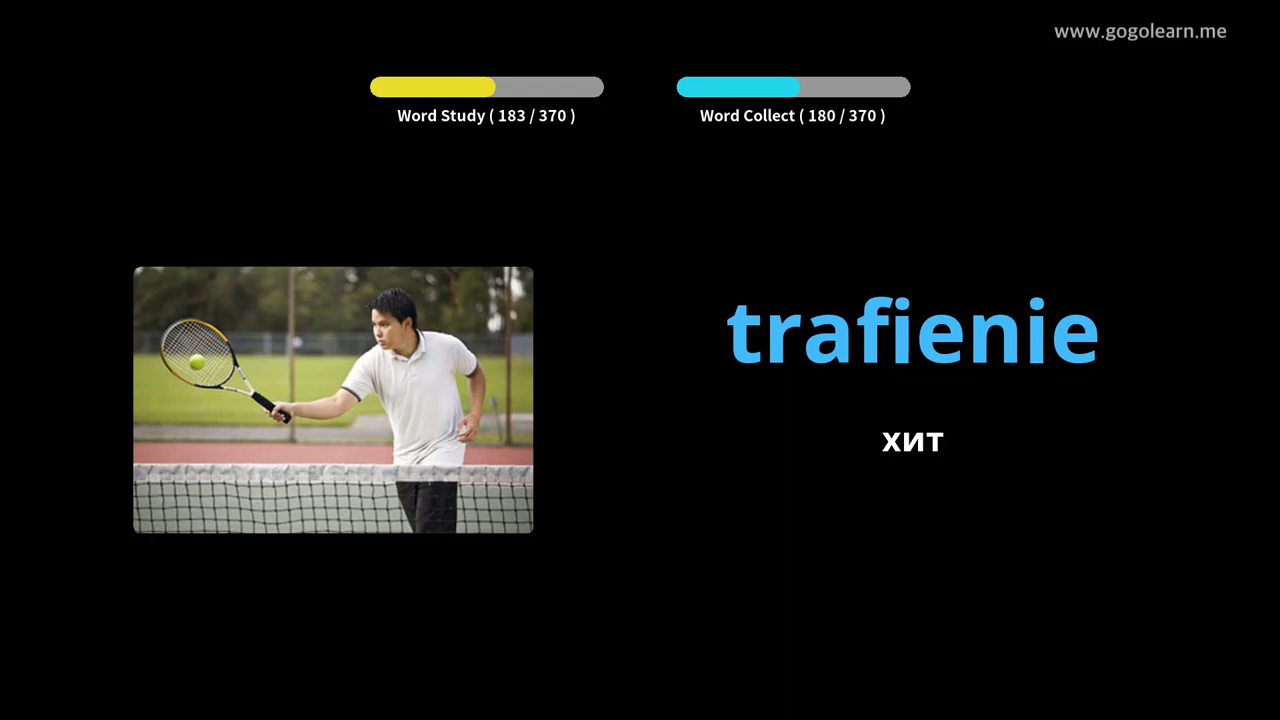 www.gogolearn.me
Word Study ( 183 / 370 )
Word Collect ( 180 / 370 )
trafienie
хит